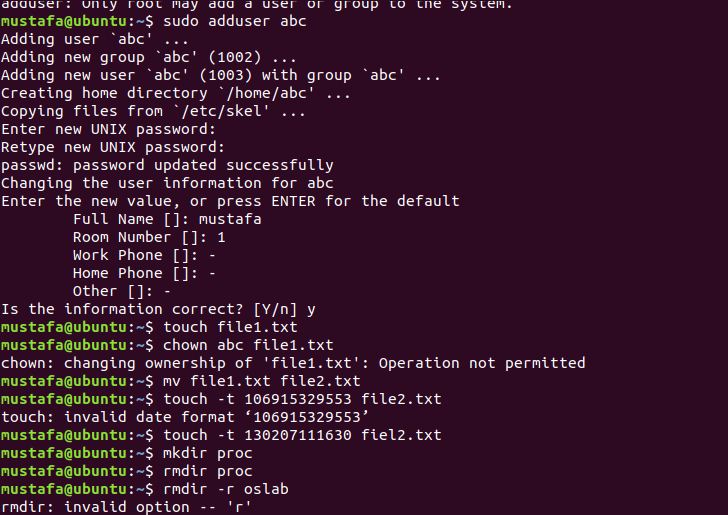 adduser: Only root may add a user or group to the system.
mustafa@ubuntu:~$ sudo adduser abc
Adding user `abc' ...
Adding new group `abc' (1002) ...
Adding new user `abc' (1003) with group `abc' ...
Creating home directory `/home/abc' ...
Copying files from `/etc/skel' ...
Enter new UNIX password:
Retype new UNIX password:
passwd: password updated successfully
Changing the user information for abc
Enter the new value, or press ENTER for the default
        Full Name []: mustafa
        Room Number []: 1
        Work Phone []: -
        Home Phone []: -
        Other []: -
Is the information correct? [Y/n] y
mustafa@ubuntu:~$ touch file1.txt
mustafa@ubuntu:~$ chown abc file1.txt
chown: changing ownership of 'file1.txt': Operation not permitted
mustafa@ubuntu:~$ mv file1.txt file2.txt
mustafa@ubuntu:~$ touch -t 106915329553 file2.txt
touch: invalid date format ‘106915329553’
mustafa@ubuntu:~$ touch -t 130207111630 fiel2.txt
mustafa@ubuntu:~$ mkdir proc
mustafa@ubuntu:~$ rmdir proc
mustafa@ubuntu:~$ rmdir -r oslab
rmdir: invalid option -- 'r'